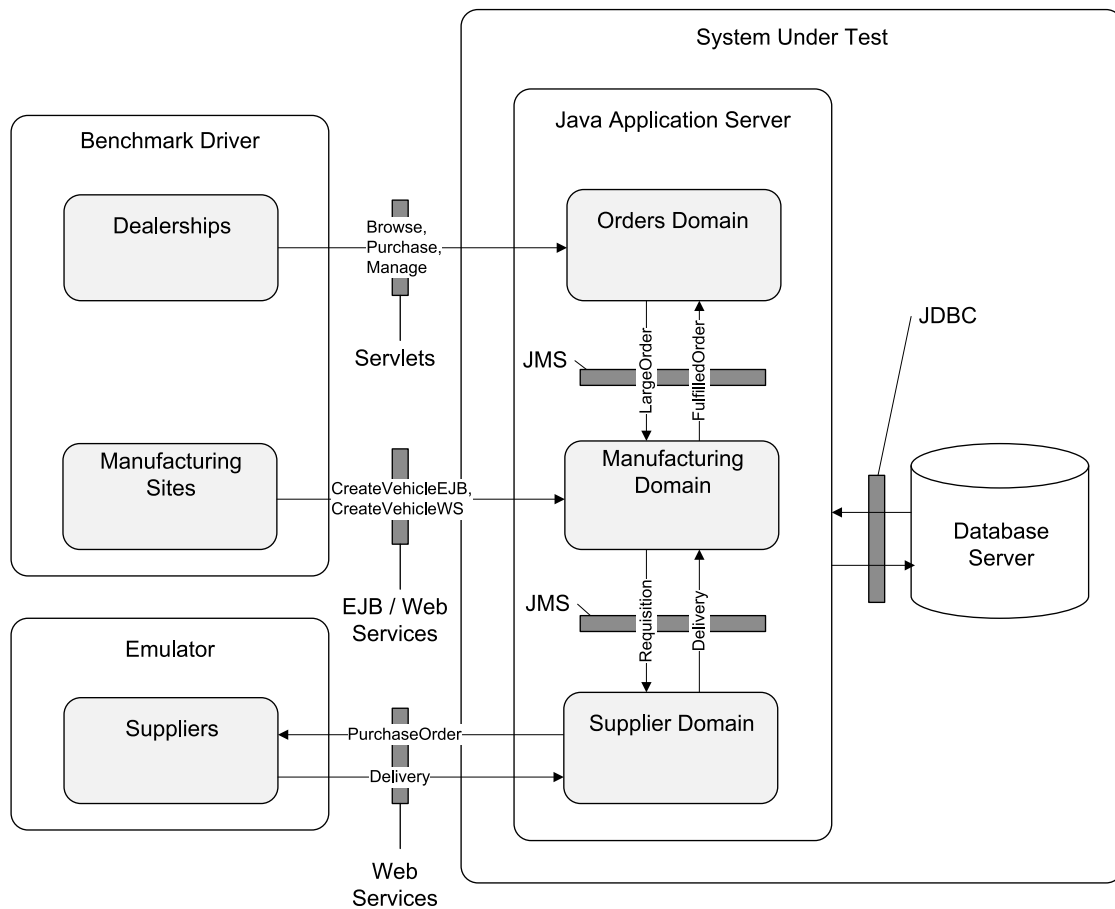 System Under Test
Benchmark Driver
Java Application Server
Dealerships
Browse,
Purchase,
Manage
Orders Domain
Servlets
JMS
LargeOrder
FulfilledOrder
JDBC
Manufacturing
Sites
CreateVehicleEJB,
CreateVehicleWS
Manufacturing
Domain
Database
Server
EJB / Web
Services
JMS
Requisition
Delivery
Emulator
Suppliers
PurchaseOrder
Delivery
Supplier Domain
Web
Services